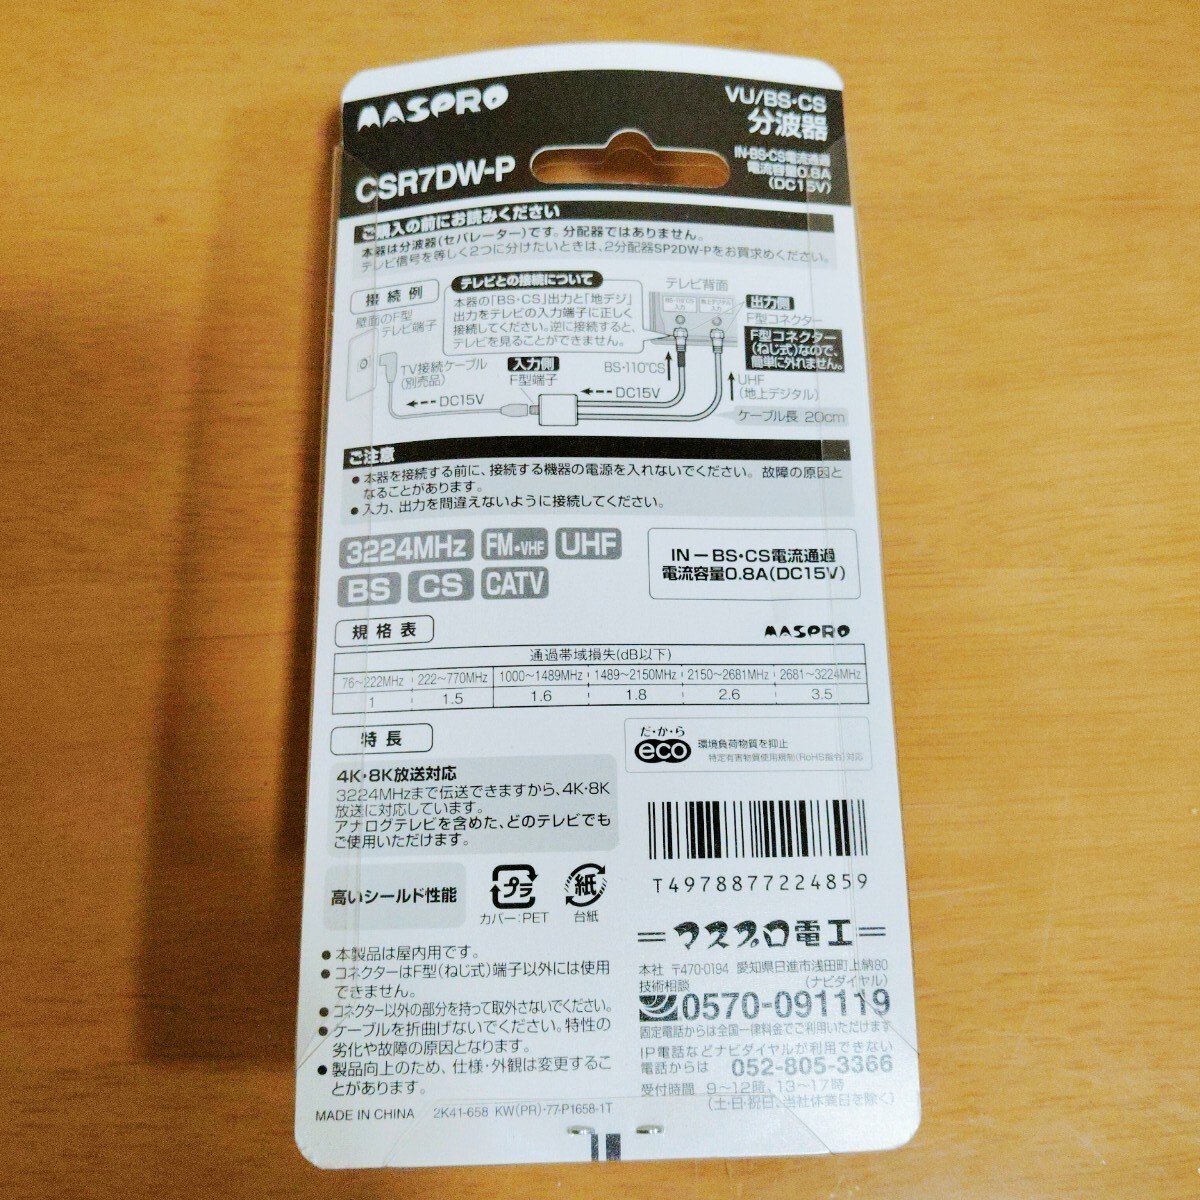 MASPRO
VU/BS・CS
分波器
CSR7DW-P
IN-BS・CS電流通過
電流容量0.8A
(DC15V)
ご購入の前にお読みください
本器は分波器(セパレーター)です。分配器ではありません。
テレビ信号を等しく2つに分けたいときは、2分配器SP2DW-Pをお買求めください。
接続例
壁面のF型
テレビ端子
テレビとの接続について
本器の「BS・CS」出力と「地デジ」
出力をテレビの入力端子に正しく
接続してください。逆に接続すると、
テレビを見ることができません。
テレビ背面
BS・110°CS
入力
地上デジタル
入力
出力側
F型コネクター
F型コネクター
(ねじ式)なので、
簡単に外れません。
TV接続ケーブル
(別売品)
入力側
F型端子
BS・110°CS
DC15V
DC15V
UHF
(地上デジタル)
ケーブル長 20cm
ご注意
●本器を接続する前に、接続する機器の電源を入れないでください。故障の原因と
なることがあります。
●入力、出力を間違えないように接続してください。
3224MHz FM・VHF UHF
BS CS CATV
IN－BS・CS電流通過
電流容量0.8A(DC15V)
規格表
MASPRO
通過帯域損失(dB以下)
76～222MHz 222～770MHz 1000～1489MHz 1489～2150MHz 2150～2681MHz 2681～3224MHz
1 1.5 1.6 1.8 2.6 3.5
特長
だ・か・ら
eco
環境負荷物質を抑止
特定有害物質使用規制(RoHS指令)対応
4K・8K放送対応
3224MHzまで伝送できますから、4K・8K
放送に対応しています。
アナログテレビを含めた、どのテレビでも
ご使用いただけます。
高いシールド性能
プラ
カバー：PET
紙
台紙
T4978877224859
マスプロ電工
本社 〒470-0194 愛知県日進市浅田町上納80
技術相談 (ナビダイヤル)
0570-091119
固定電話からは全国一律料金でご利用いただけます
IP電話などナビダイヤルが利用できない
電話からは 052-805-3366
受付時間 9～12時、13～17時
(土・日・祝日、当社休業日を除く)
●本製品は屋内用です。
●コネクターはF型(ねじ式)端子以外には使用
できません。
●コネクター以外の部分を持って取外さないでください。
●ケーブルを折曲げないでください。特性の
劣化や故障の原因となります。
●製品向上のため、仕様・外観は変更するこ
とがあります。
MADE IN CHINA 2K41-658 KW(PR)-77-P1658-1T